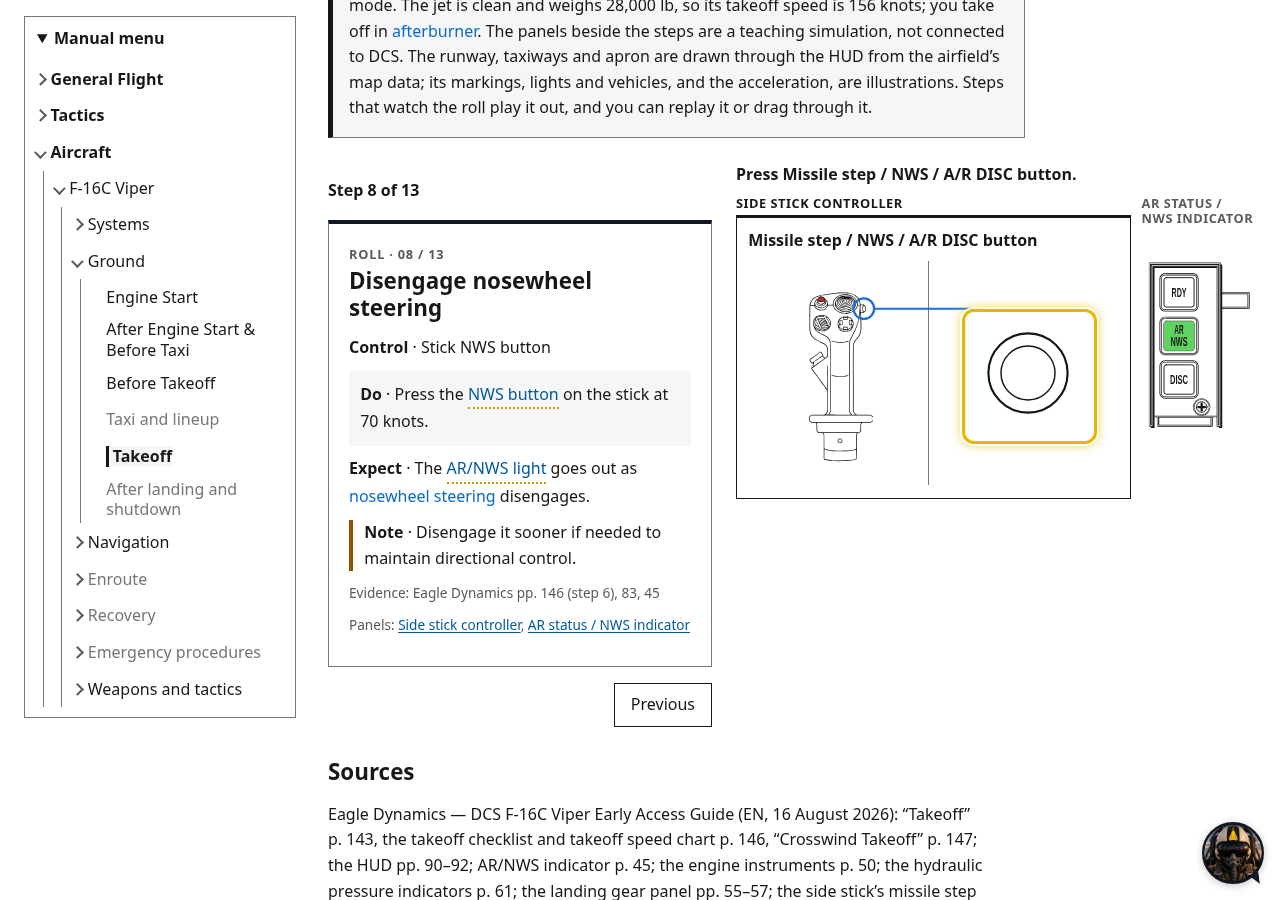 Manual menu
General Flight
Tactics
Aircraft
F-16C Viper
Systems
Ground
Engine Start
After Engine Start &
Before Taxi
Before Takeoff
Taxi and lineup
Takeoff
After landing and
shutdown
Navigation
Enroute
Recovery
Emergency procedures
Weapons and tactics
mode. The jet is clean and weighs 28,000 lb, so its takeoff speed is 156 knots; you take
off in afterburner. The panels beside the steps are a teaching simulation, not connected
to DCS. The runway, taxiways and apron are drawn through the HUD from the airfield’s
map data; its markings, lights and vehicles, and the acceleration, are illustrations. Steps
that watch the roll play it out, and you can replay it or drag through it.
Step 8 of 13
ROLL · 08 / 13
Disengage nosewheel
steering
Control · Stick NWS button
Do · Press the NWS button on the stick at
70 knots.
Expect · The AR/NWS light goes out as
nosewheel steering disengages.
Note · Disengage it sooner if needed to
maintain directional control.
Evidence: Eagle Dynamics pp. 146 (step 6), 83, 45
Panels: Side stick controller, AR status / NWS indicator
Previous
Press Missile step / NWS / A/R DISC button.
SIDE STICK CONTROLLER
Missile step / NWS / A/R DISC button
AR STATUS /
NWS INDICATOR
RDY
AR
NWS
DISC
Sources
Eagle Dynamics — DCS F-16C Viper Early Access Guide (EN, 16 August 2026): “Takeoff”
p. 143, the takeoff checklist and takeoff speed chart p. 146, “Crosswind Takeoff” p. 147;
the HUD pp. 90–92; AR/NWS indicator p. 45; the engine instruments p. 50; the hydraulic
pressure indicators p. 61; the landing gear panel pp. 55–57; the side stick’s missile step